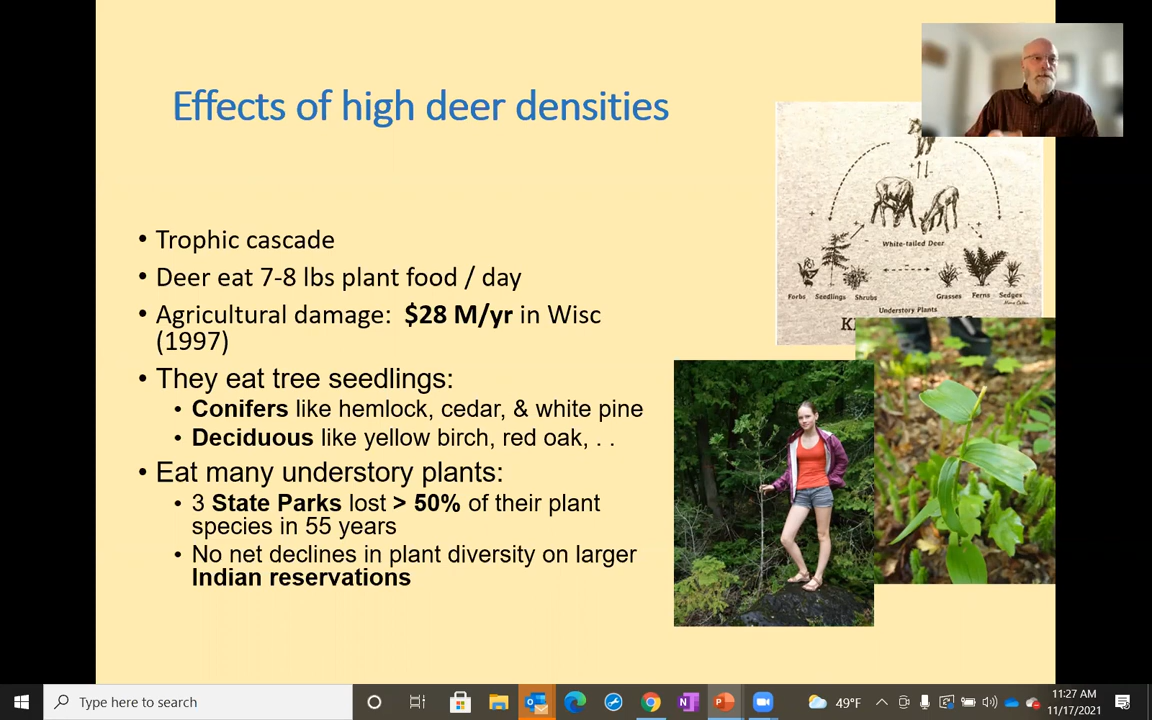 Effects of high deer densities
• Trophic cascade
• Deer eat 7-8 lbs plant food / day
• Agricultural damage: $28 M/yr in Wisc
(1997)
• They eat tree seedlings:
• Conifers like hemlock, cedar, & white pine
• Deciduous like yellow birch, red oak, . .
• Eat many understory plants:
• 3 State Parks lost > 50% of their plant
species in 55 years
• No net declines in plant diversity on larger
Indian reservations
White-tailed Deer
Forbs Seedlings Shrubs
Grasses Ferns Sedges
Understory Plants
Type here to search
49°F
11:27 AM
11/17/2021